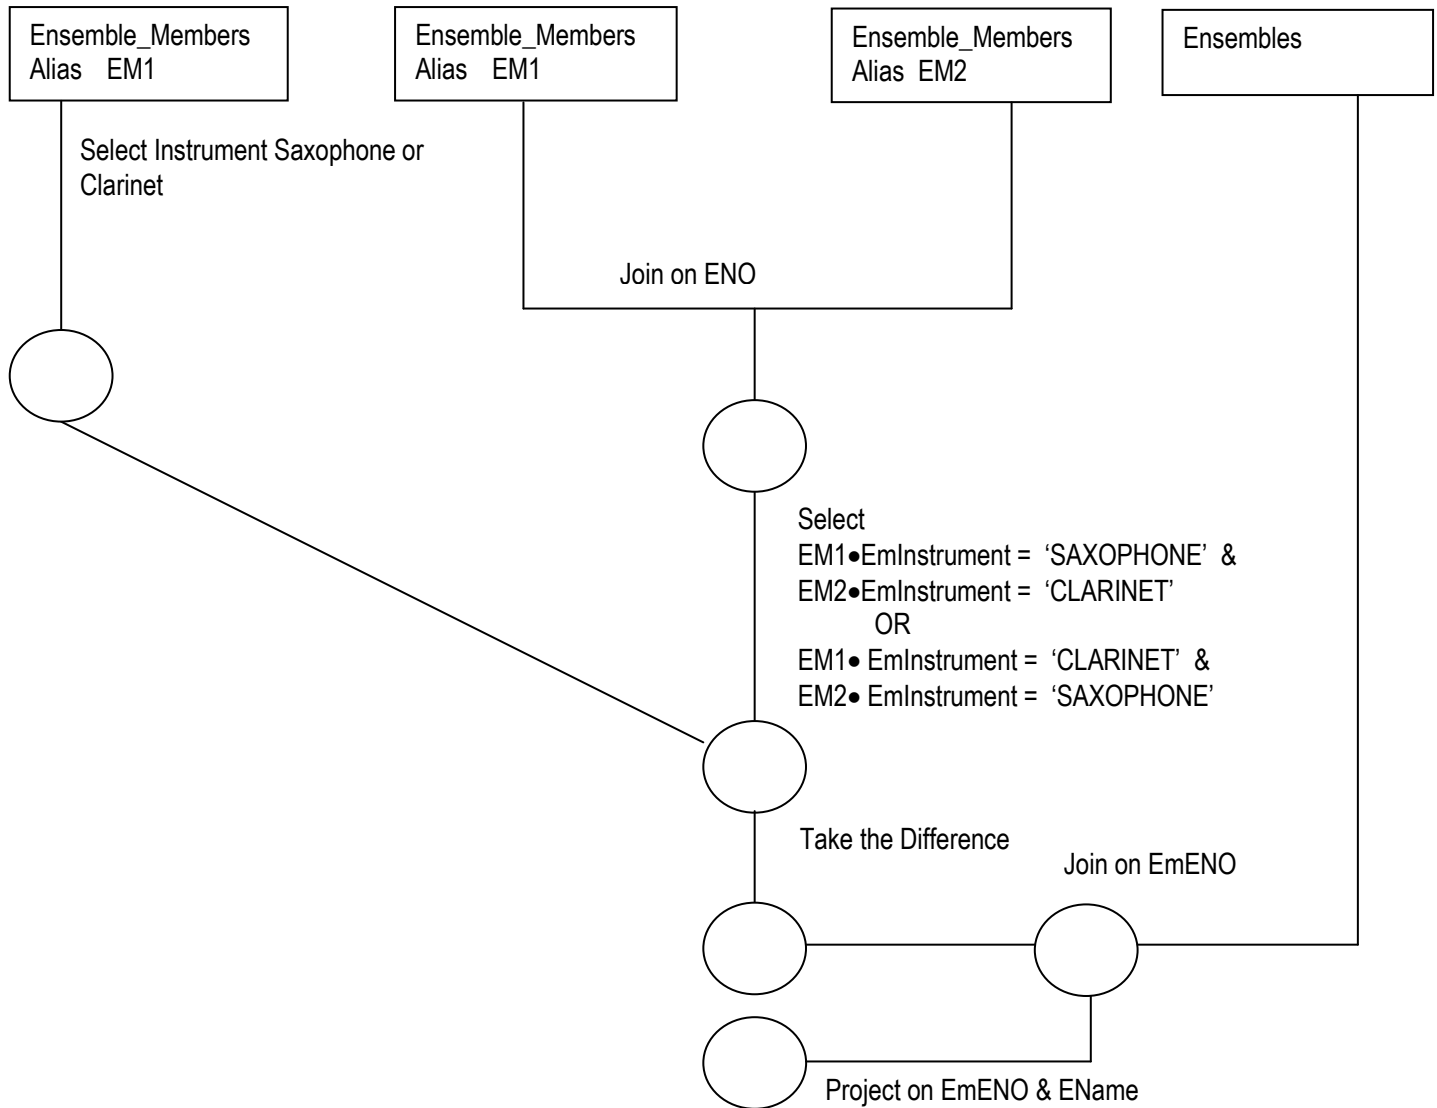 Ensemble_Members
Alias EM1
Ensemble_Members
Alias EM1
Ensemble_Members
Alias EM2
Ensembles
Select Instrument Saxophone or
Clarinet
Join on ENO
Select
EM1•EmInstrument = ‘SAXOPHONE’ &
EM2•EmInstrument = ‘CLARINET’
OR
EM1• EmInstrument = ‘CLARINET’ &
EM2• EmInstrument = ‘SAXOPHONE’
Take the Difference
Join on EmENO
Project on EmENO & EName